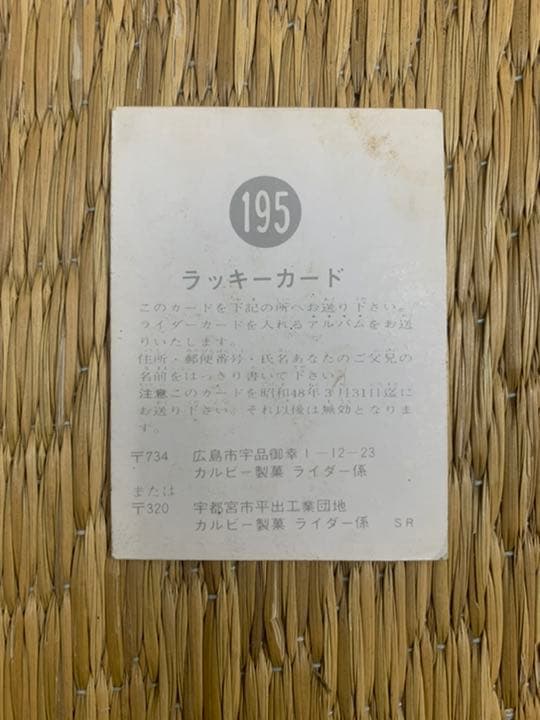 195
ラッキーカード
このカードを下記の所へお送り下さい。
ライダーカードを入れるアルバムをお送
りいたします。
住所・郵便番号・氏名あなたのご父兄の
名前をはっきり書いて下さい。
注意このカードを昭和48年3月31日迄に
お送り下さい。それ以後は無効となりま
す。
〒734 広島市宇品御幸1-12-23
カルビー製菓 ライダー係
または
〒320 宇都宮市平出工業団地
カルビー製菓 ライダー係 SR